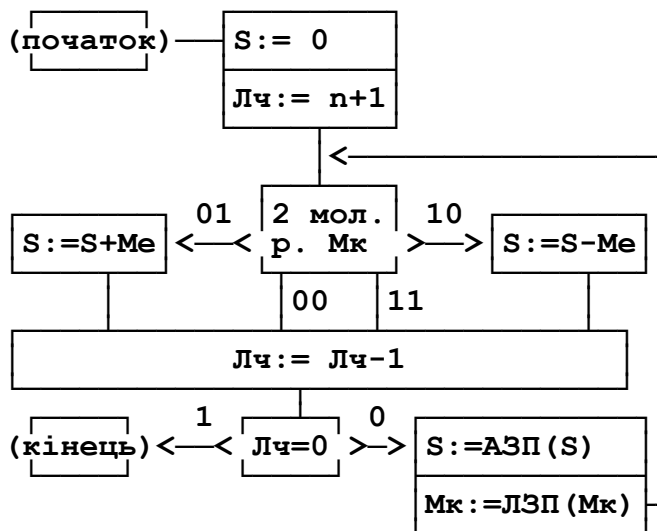 (початок) S:= 0
Лч:= n+1
01 2 мол. 10
S:=S+Me р. Мк S:=S-Me
00 11
Лч:= Лч-1
1 0
(кінець) Лч=0 S:=АЗП(S)
Мк:=ЛЗП(Мк)